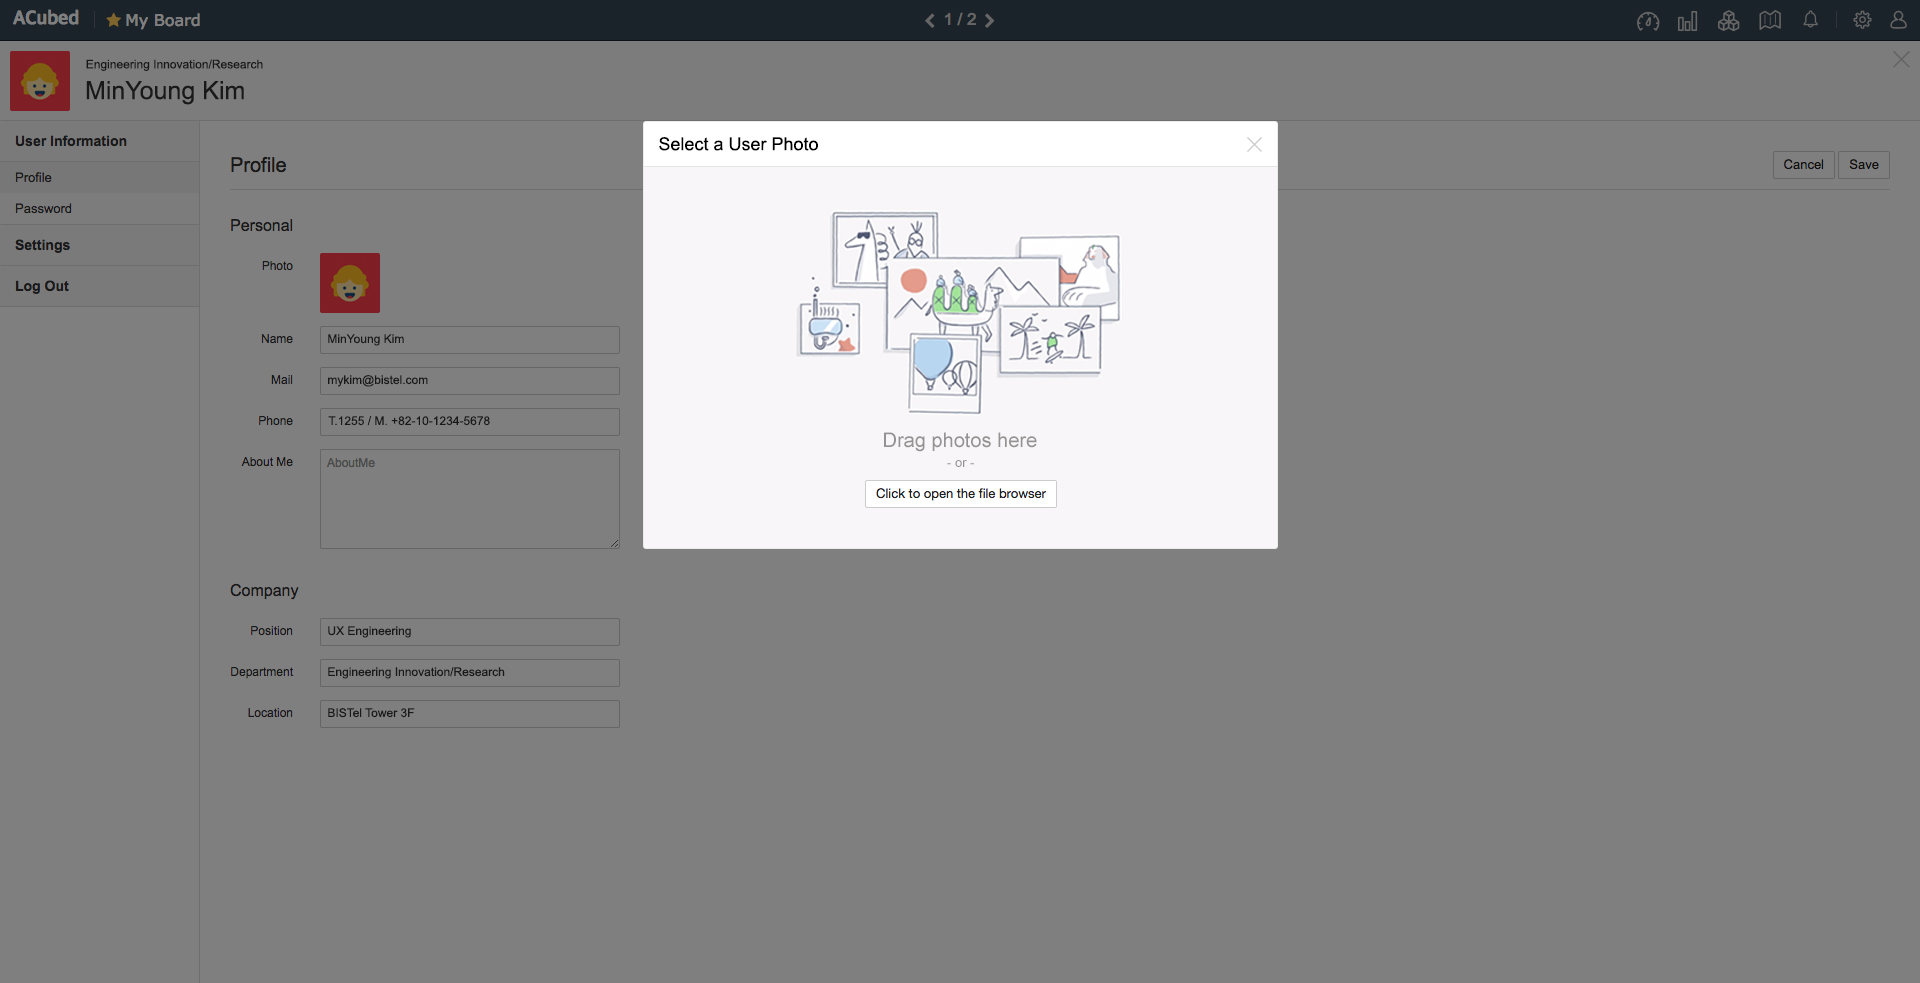 ACubed
My Board
1 / 2
Engineering Innovation/Research
MinYoung Kim
User Information
Profile
Password
Settings
Log Out
Profile
Cancel
Save
Personal
Photo
Name
MinYoung Kim
Mail
mykim@bistel.com
Phone
T.1255 / M. +82-10-1234-5678
About Me
AboutMe
Company
Position
UX Engineering
Department
Engineering Innovation/Research
Location
BISTel Tower 3F
Select a User Photo
Drag photos here
- or -
Click to open the file browser